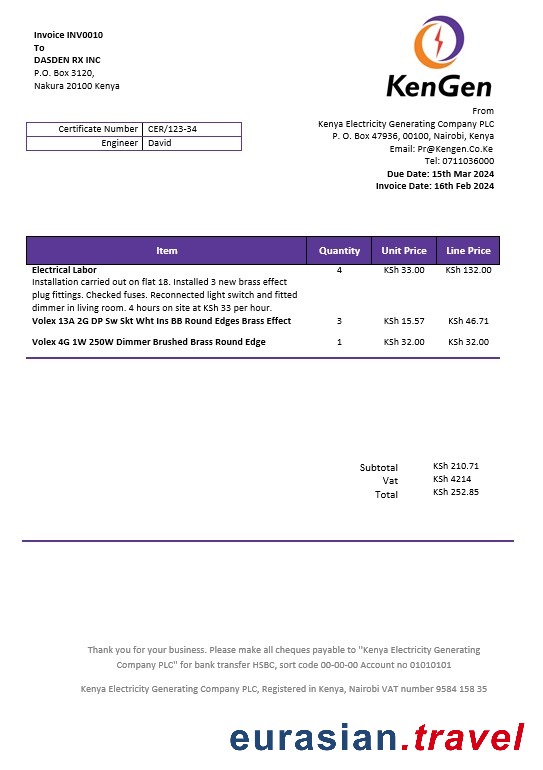 Invoice INV0010
To
DASDEN RX INC
P.O. Box 3120,
Nakura 20100 Kenya
KenGen
From
Kenya Electricity Generating Company PLC
P. O. Box 47936, 00100, Nairobi, Kenya
Email: Pr@Kengen.Co.Ke
Tel: 0711036000
Due Date: 15th Mar 2024
Invoice Date: 16th Feb 2024
Certificate Number CER/123-34
Engineer David
Item Quantity Unit Price Line Price
Electrical Labor 4 KSh 33.00 KSh 132.00
Installation carried out on flat 18. Installed 3 new brass effect
plug fittings. Checked fuses. Reconnected light switch and fitted
dimmer in living room. 4 hours on site at KSh 33 per hour.
Volex 13A 2G DP Sw Skt Wht Ins BB Round Edges Brass Effect 3 KSh 15.57 KSh 46.71
Volex 4G 1W 250W Dimmer Brushed Brass Round Edge 1 KSh 32.00 KSh 32.00
Subtotal KSh 210.71
Vat KSh 4214
Total KSh 252.85
Thank you for your business. Please make all cheques payable to "Kenya Electricity Generating
Company PLC" for bank transfer HSBC, sort code 00-00-00 Account no 01010101
Kenya Electricity Generating Company PLC, Registered in Kenya, Nairobi VAT number 9584 158 35
eurasian.travel